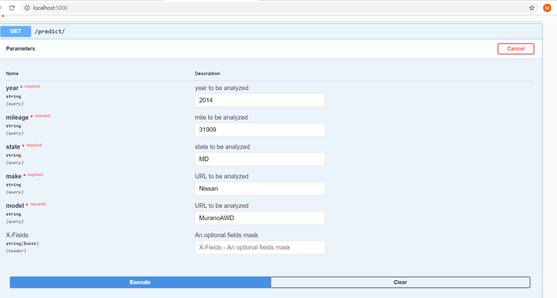 localhost:5000
M
GET /predict/
Parameters
Cancel
Name Description
year * required year to be analyzed
string
(query)
2014
mileage * required mile to be analyzed
string
(query)
31909
state * required state to be analyzed
string
(query)
MD
make * required URL to be analyzed
string
(query)
Nissan
model * required URL to be analyzed
string
(query)
MuranoAWD
X-Fields An optional fields mask
string($mask)
(header)
X-Fields - An optional fields mask
Execute Clear